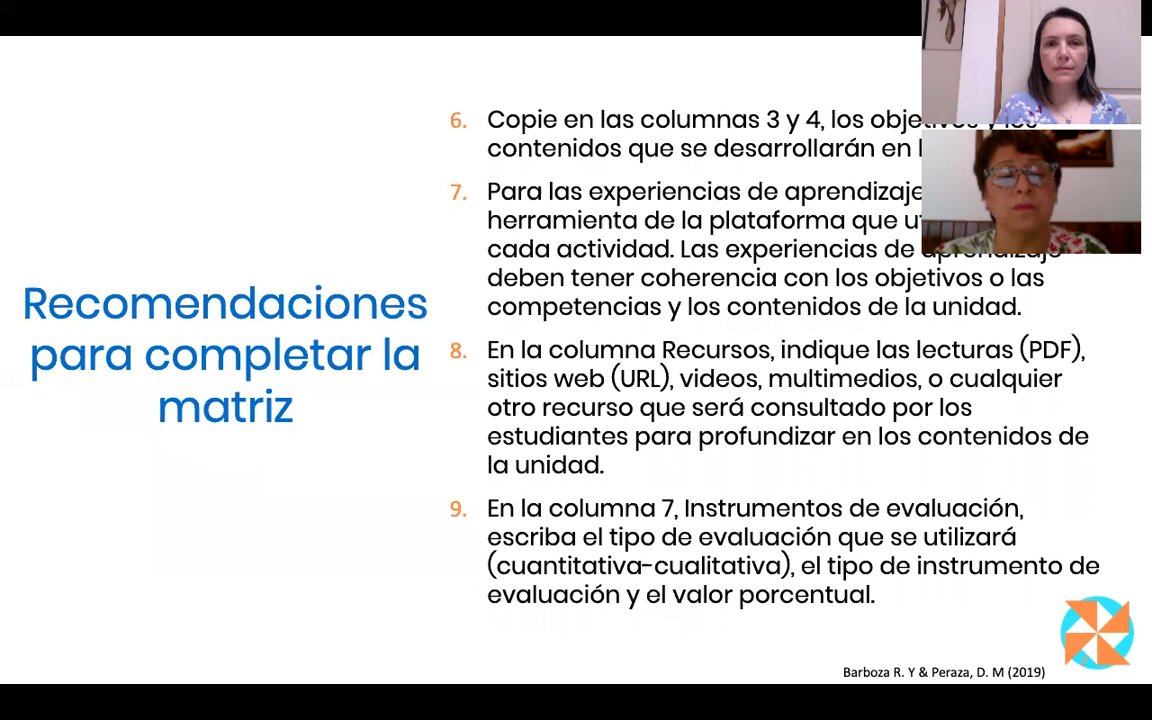 Recomendaciones
para completar la
matriz
6. Copie en las columnas 3 y 4, los objetivos y los
contenidos que se desarrollarán en
7. Para las experiencias de aprendizaje
herramienta de la plataforma que
cada actividad. Las experiencias de aprendizaje
deben tener coherencia con los objetivos o las
competencias y los contenidos de la unidad.
8. En la columna Recursos, indique las lecturas (PDF),
sitios web (URL), videos, multimedios, o cualquier
otro recurso que será consultado por los
estudiantes para profundizar en los contenidos de
la unidad.
9. En la columna 7, Instrumentos de evaluación,
escriba el tipo de evaluación que se utilizará
(cuantitativa-cualitativa), el tipo de instrumento de
evaluación y el valor porcentual.
Barboza R. Y & Peraza, D. M (2019)